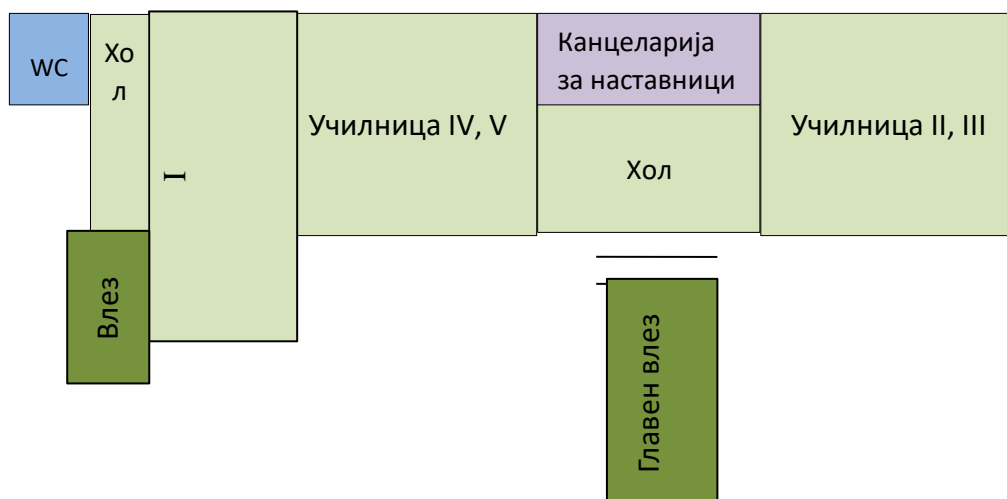 WC
Хо
л
I
Училница IV, V
Канцеларија
за наставници
Хол
Училница II, III
Влез
Главен влез